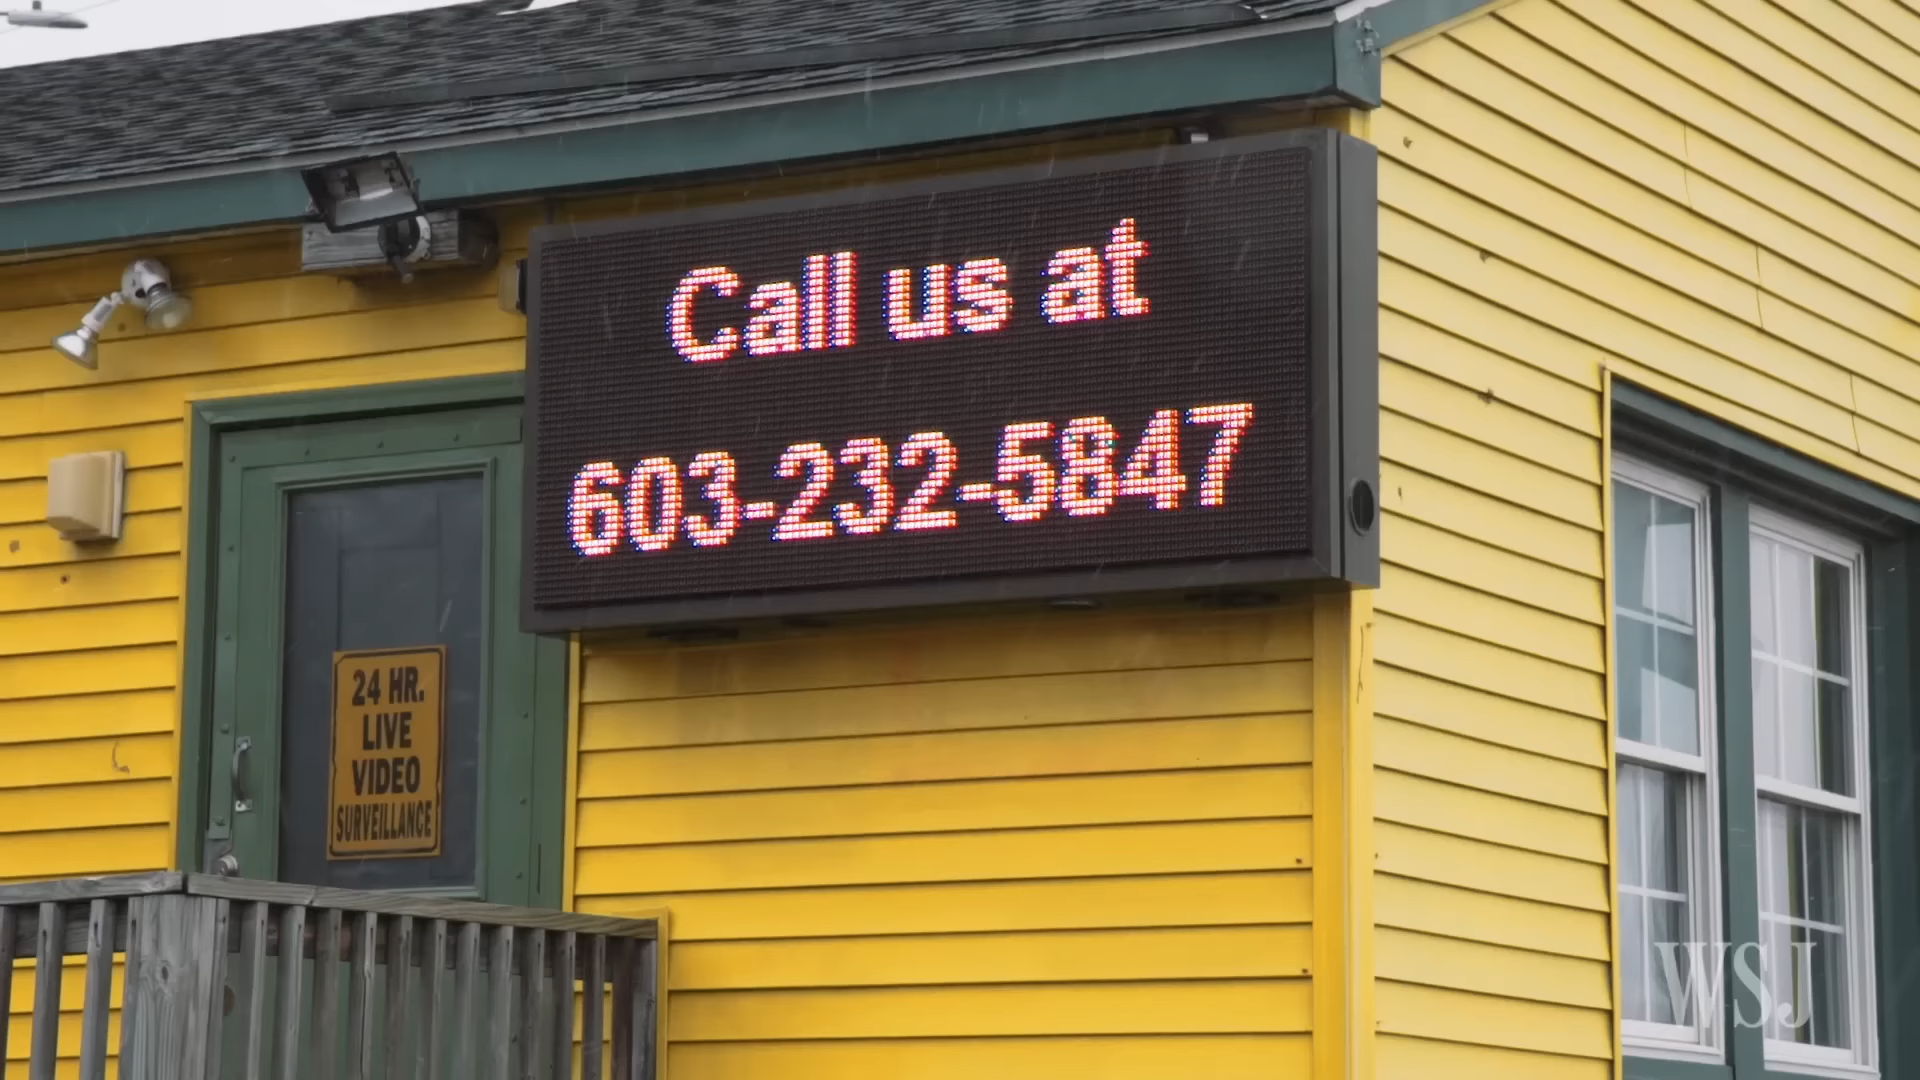 Call us at
603-232-5847
24 HR.
LIVE
VIDEO
SURVEILLANCE
WSJ